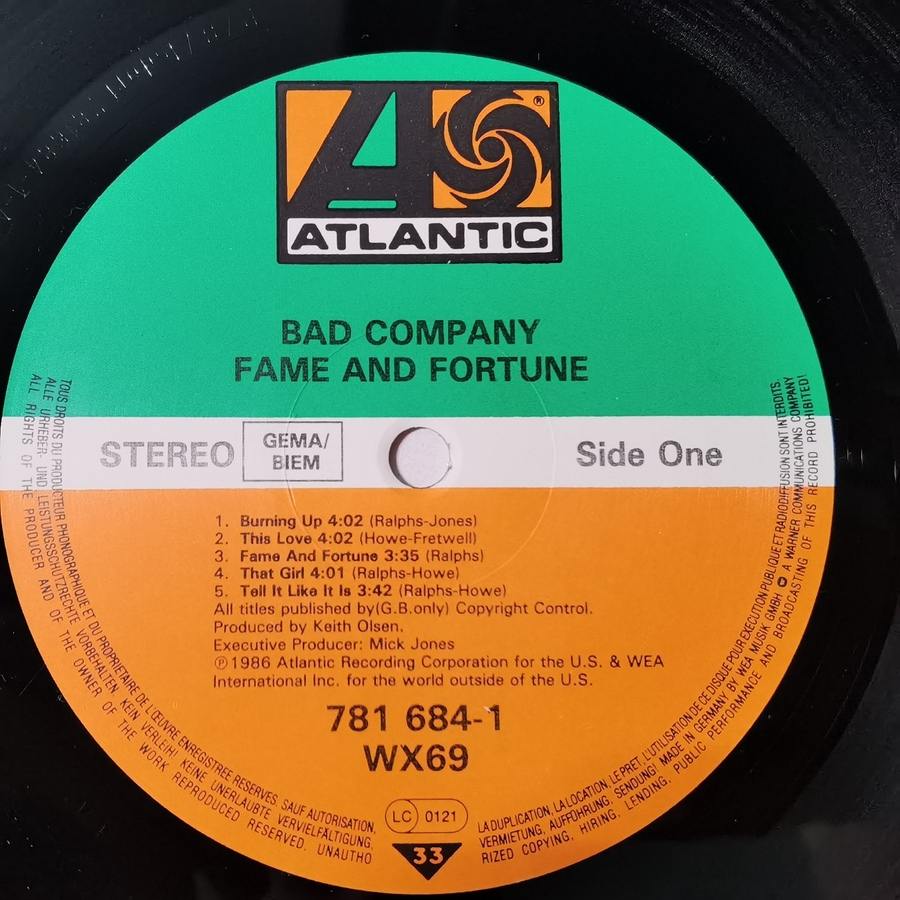 ATLANTIC
®
BAD COMPANY
FAME AND FORTUNE
STEREO
GEMA/
BIEM
Side One
1. Burning Up 4:02 (Ralphs-Jones)
2. This Love 4:02 (Howe-Fretwell)
3. Fame And Fortune 3:35 (Ralphs)
4. That Girl 4:01 (Ralphs-Howe)
5. Tell It Like It Is 3:42 (Ralphs-Howe)
All titles published by(G.B.only) Copyright Control.
Produced by Keith Olsen.
Executive Producer: Mick Jones
℗1986 Atlantic Recording Corporation for the U.S. & WEA
International Inc. for the world outside of the U.S.
781 684-1
WX69
LC 0121
33
TOUS DROITS DU PRODUCTEUR PHONOGRAPHIQUE ET DU PROPRIETAIRE DE L'ŒUVRE ENREGISTREE RESERVES. SAUF AUTORISATION,
LA DUPLICATION, LA LOCATION, LE PRET, L'UTILISATION DE CE DISQUE POUR EXECUTION PUBLIQUE ET RADIODIFFUSION SONT INTERDITS.
ALLE URHEBER- UND LEISTUNGSSCHUTZRECHTE VORBEHALTEN. KEIN VERLEIH! KEINE UNERLAUBTE VERVIELFÄLTIGUNG,
VERMIETUNG, AUFFÜHRUNG, SENDUNG! MADE IN GERMANY BY WEA MUSIK GMBH A WARNER COMMUNICATIONS COMPANY
ALL RIGHTS OF THE PRODUCER AND OF THE OWNER OF THE WORK REPRODUCED RESERVED. UNAUTHO
RIZED COPYING, HIRING, LENDING, PUBLIC PERFORMANCE AND BROADCASTING OF THIS RECORD PROHIBITED!